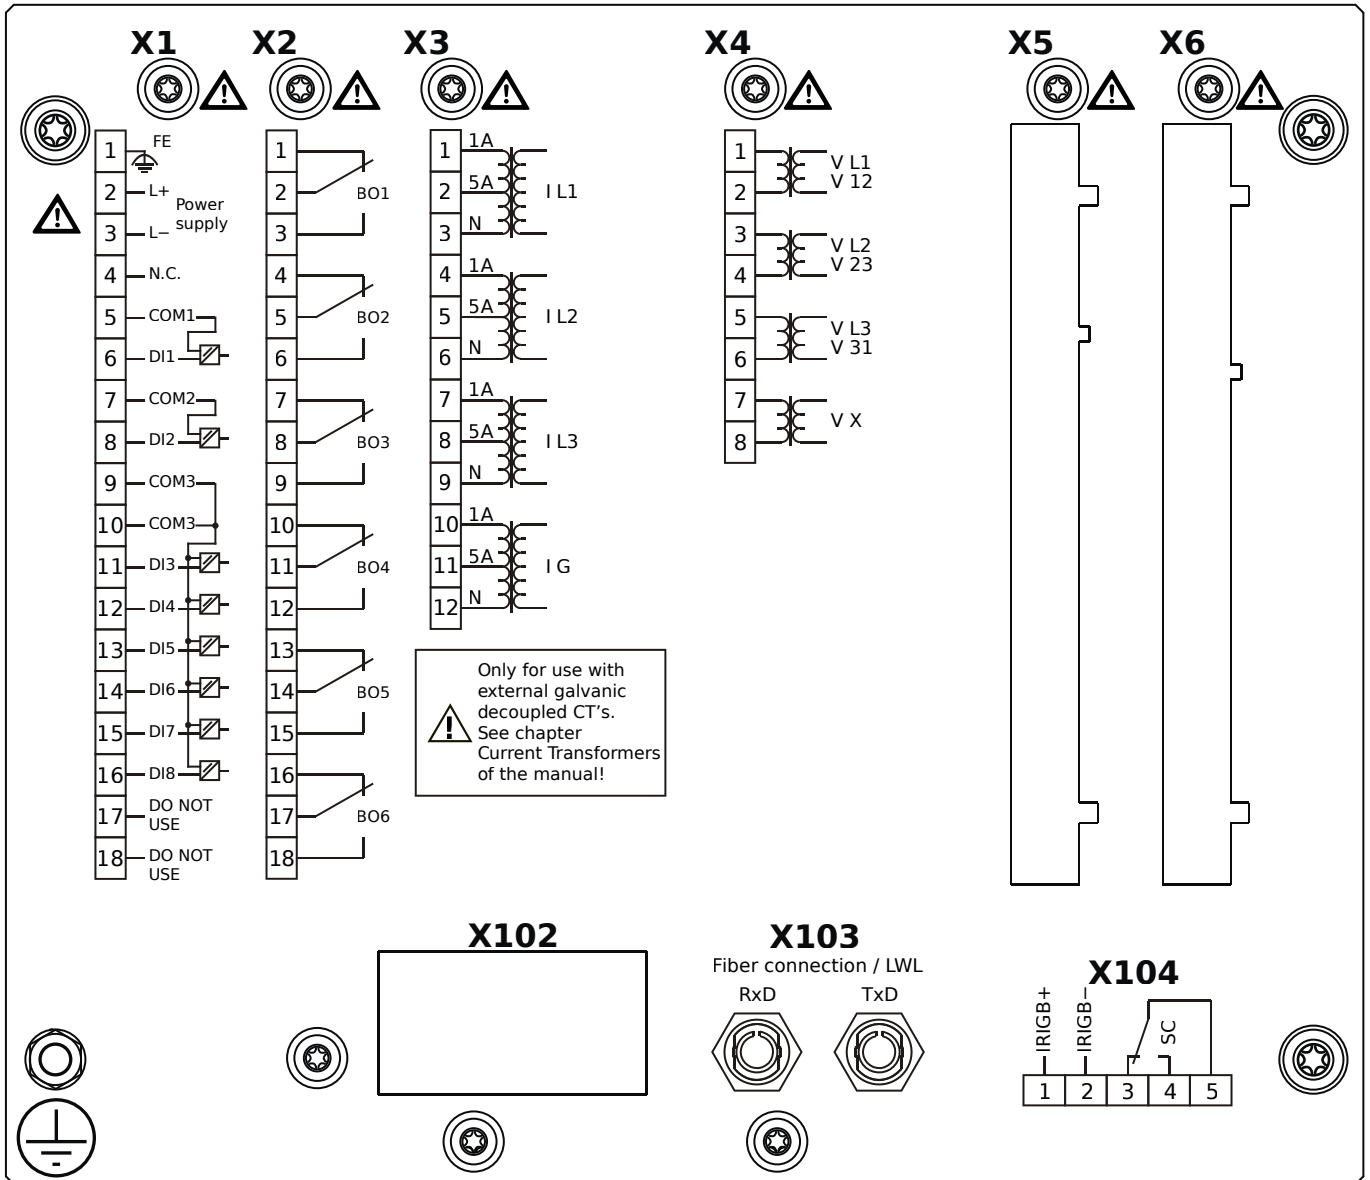 X1 X2 X3 X4 X5 X6
1 FE
2 L+
Power
supply
3 L−
4 N.C.
5 COM1
6 DI1
7 COM2
8 DI2
9 COM3
10 COM3
11 DI3
12 DI4
13 DI5
14 DI6
15 DI7
16 DI8
17 DO NOT
USE
18 DO NOT
USE
1
2 BO1
3
4
5 BO2
6
7
8 BO3
9
10
11 BO4
12
13
14 BO5
15
16
17 BO6
18
1 1A
2 5A I L1
3 N
4 1A
5 5A I L2
6 N
7 1A
8 5A I L3
9 N
10 1A
11 5A I G
12 N
Only for use with
external galvanic
decoupled CT's.
See chapter
Current Transformers
of the manual!
1 V L1
2 V 12
3 V L2
4 V 23
5 V L3
6 V 31
7 V X
8
X102
X103
Fiber connection / LWL
RxD TxD
X104
IRIGB+ IRIGB− SC
1 2 3 4 5